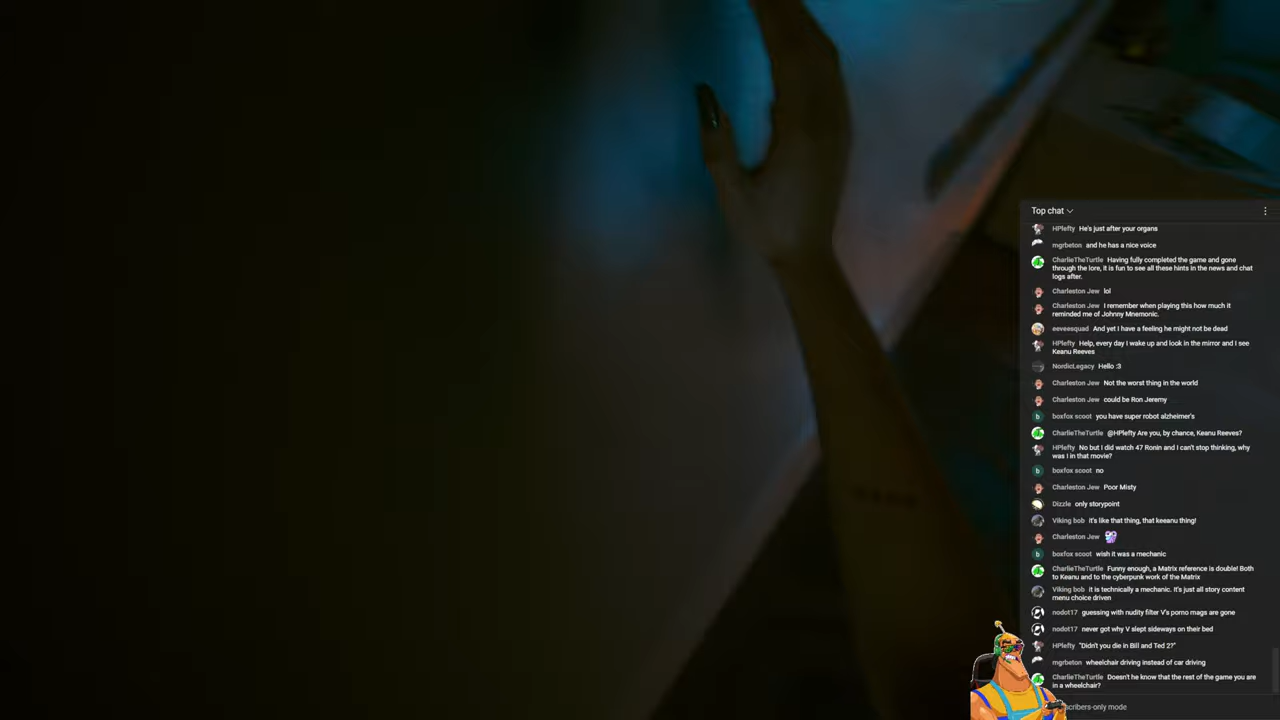 Top chat
HPlefty He's just after your organs
mgrbeton and he has a nice voice
CharlieTheTurtle Having fully completed the game and gone
through the lore, it is fun to see all these hints in the news and chat
logs after.
Charleston Jew lol
Charleston Jew I remember when playing this how much it
reminded me of Johnny Mnemonic.
eeveesquad And yet I have a feeling he might not be dead
HPlefty Help, every day I wake up and look in the mirror and I see
Keanu Reeves
NordicLegacy Hello :3
Charleston Jew Not the worst thing in the world
Charleston Jew could be Ron Jeremy
boxfox scoot you have super robot alzheimer's
CharlieTheTurtle @HPlefty Are you, by chance, Keanu Reeves?
HPlefty No but I did watch 47 Ronin and I can't stop thinking, why
was I in that movie?
boxfox scoot no
Charleston Jew Poor Misty
Dizzle only storypoint
Viking bob it's like that thing, that keeanu thing!
Charleston Jew
boxfox scoot wish it was a mechanic
CharlieTheTurtle Funny enough, a Matrix reference is double! Both
to Keanu and to the cyberpunk work of the Matrix
Viking bob it is technically a mechanic. It's just all story content
menu choice driven
nodot17 guessing with nudity filter V's porno mags are gone
nodot17 never got why V slept sideways on their bed
HPlefty "Didn't you die in Bill and Ted 2?"
mgrbeton wheelchair driving instead of car driving
CharlieTheTurtle Doesn't he know that the rest of the game you are
in a wheelchair?
scribers-only mode